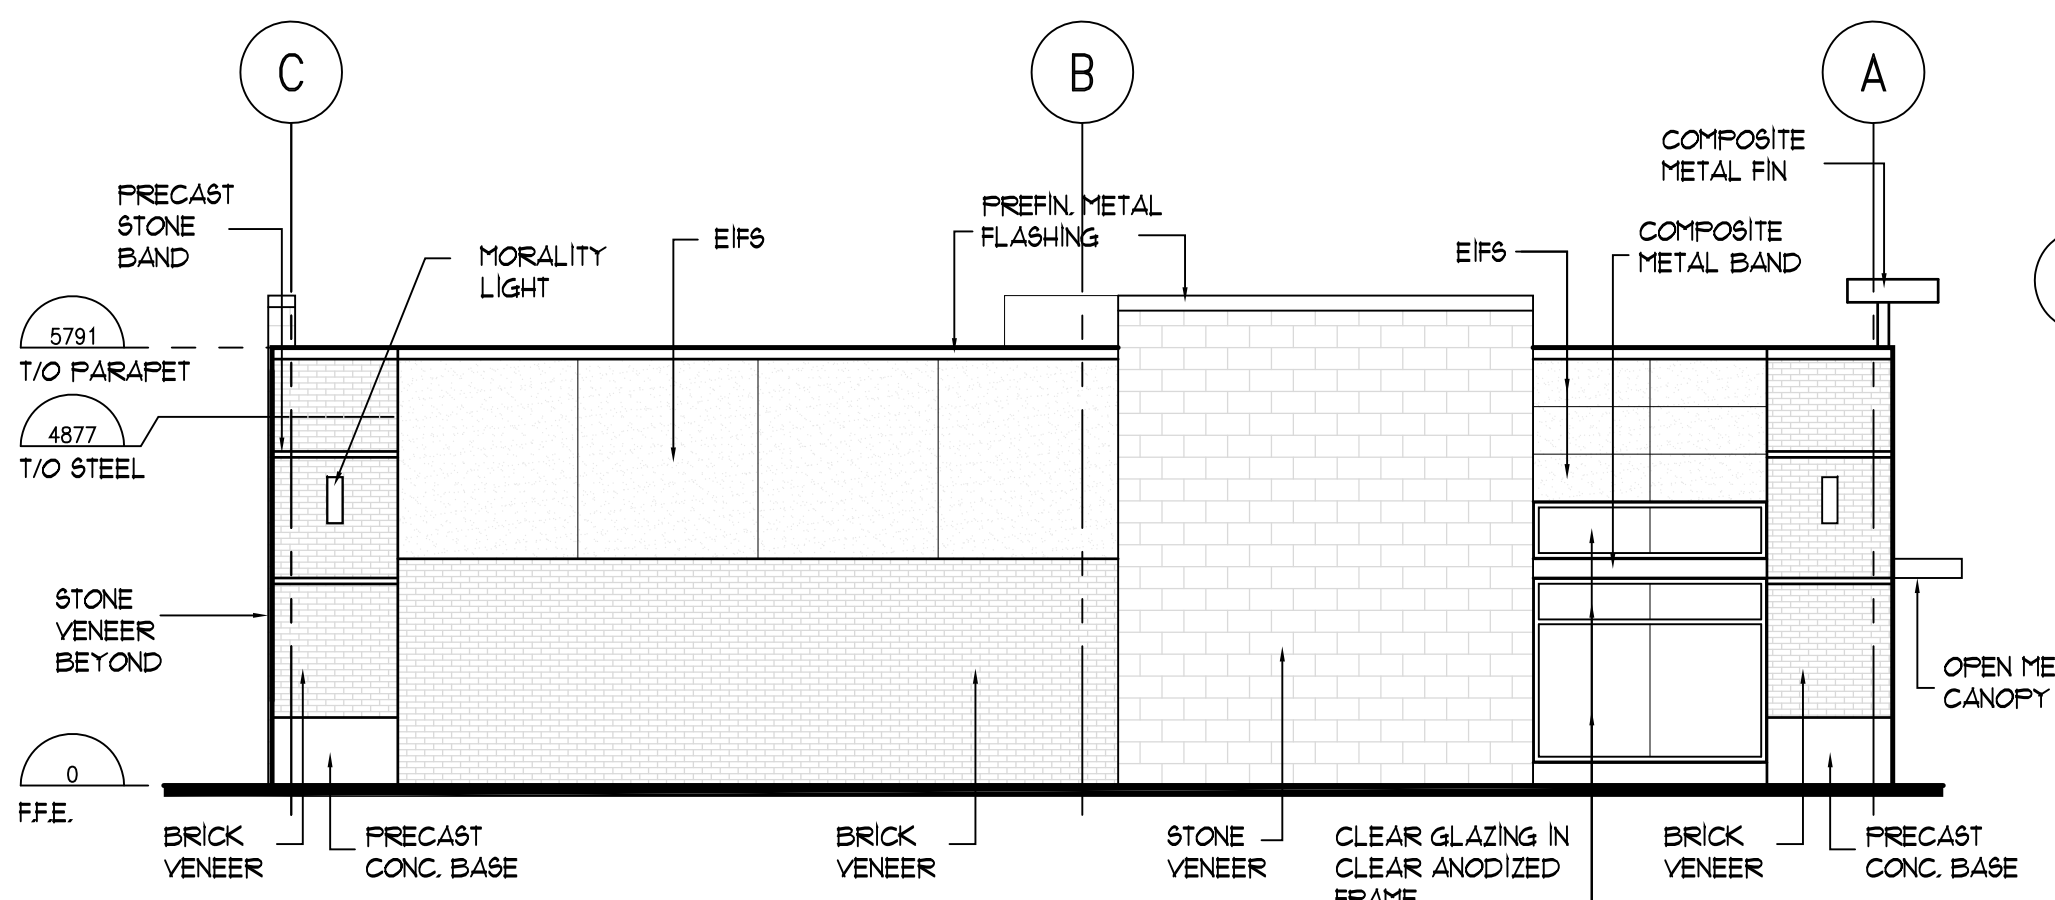 C
B
A
COMPOSITE
METAL FIN
PRECAST
STONE
BAND
PREFIN. METAL
FLASHING
EIFS
MORALITY
LIGHT
EIFS
COMPOSITE
METAL BAND
5791
T/O PARAPET
4877
T/O STEEL
STONE
VENEER
BEYOND
OPEN ME
CANOPY
0
F.F.E.
BRICK
VENEER
PRECAST
CONC. BASE
BRICK
VENEER
STONE
VENEER
CLEAR GLAZING IN
CLEAR ANODIZED
FRAME
BRICK
VENEER
PRECAST
CONC. BASE